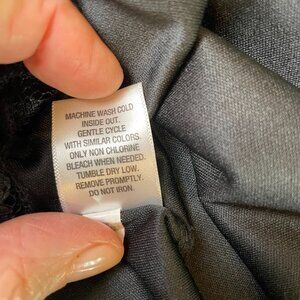 MACHINE WASH COLD
INSIDE OUT.
GENTLE CYCLE
WITH SIMILAR COLORS.
ONLY NON CHLORINE
BLEACH WHEN NEEDED.
TUMBLE DRY LOW.
REMOVE PROMPTLY.
DO NOT IRON.